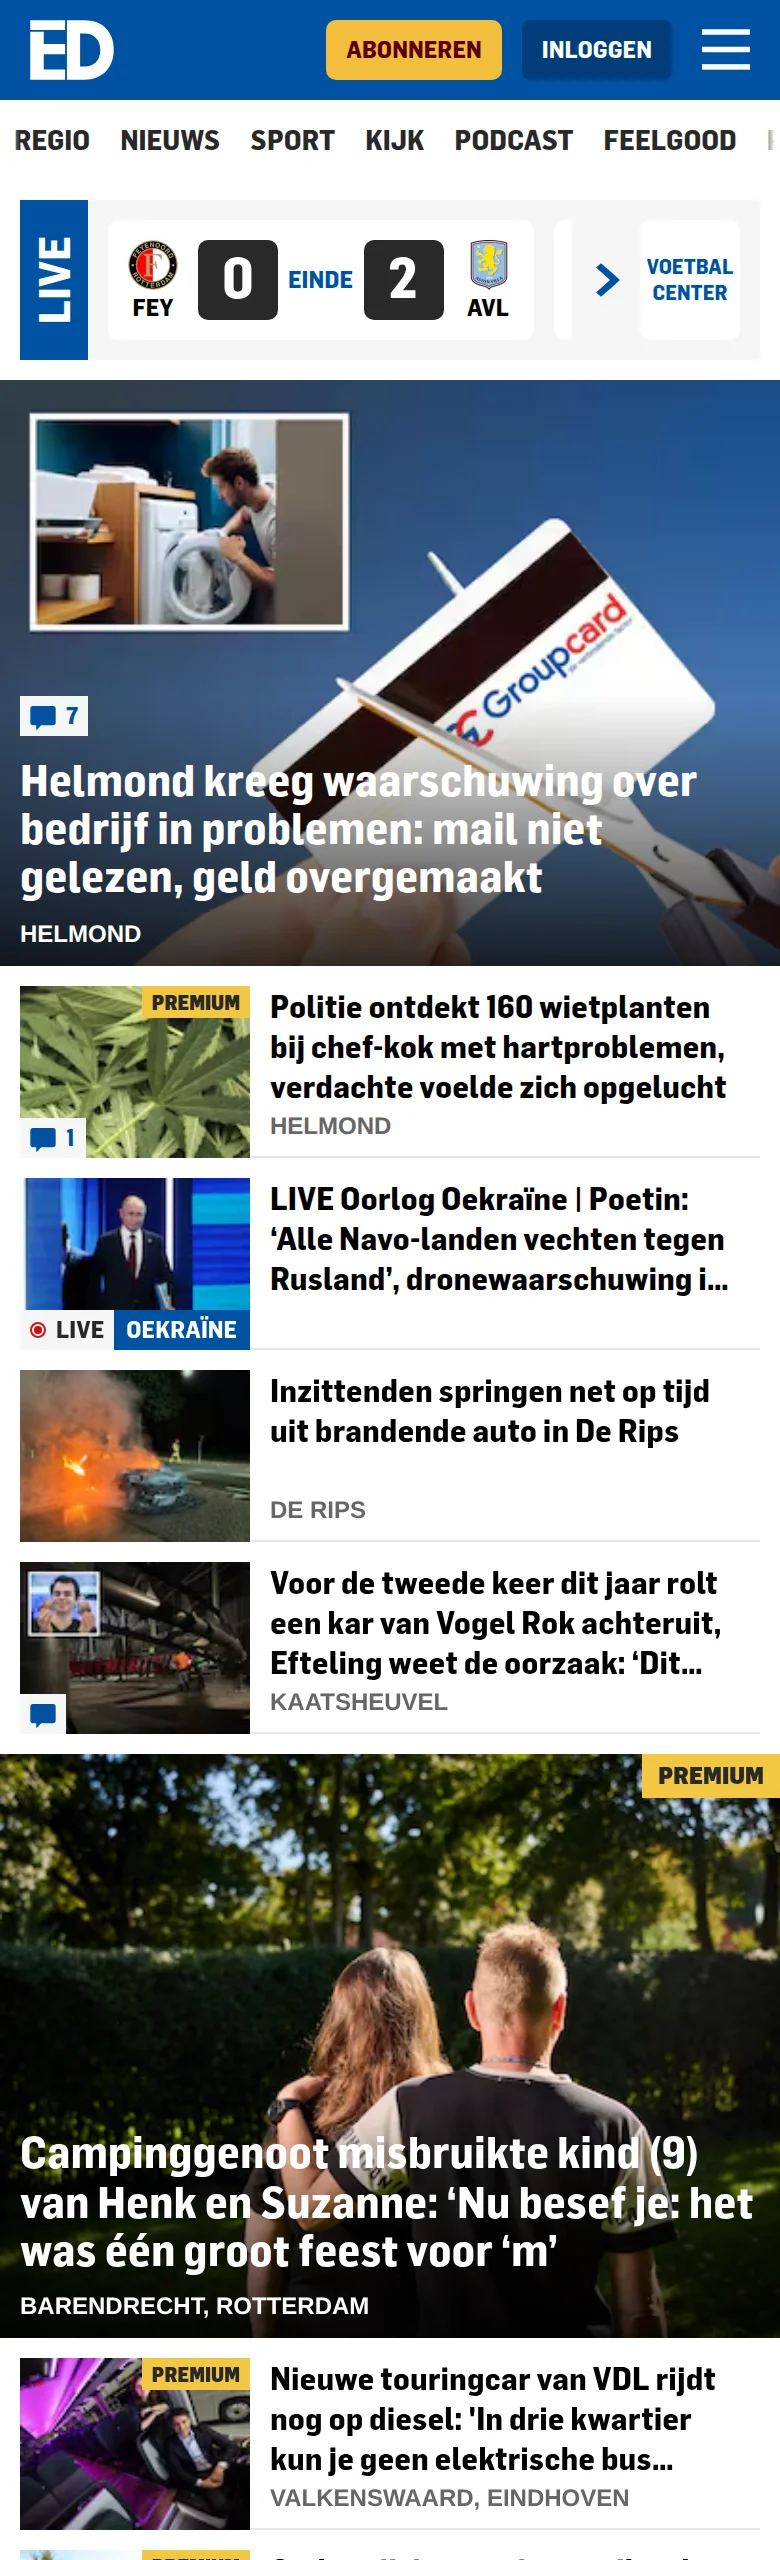 ED
ABONNEREN
INLOGGEN
REGIO NIEUWS SPORT KIJK PODCAST FEELGOOD
LIVE
FEYENOORD
ROTTERDAM
FEY
0
EINDE
2
AVL
VOETBAL
CENTER
Groupcard
7
Helmond kreeg waarschuwing over
bedrijf in problemen: mail niet
gelezen, geld overgemaakt
HELMOND
PREMIUM
1
Politie ontdekt 160 wietplanten
bij chef-kok met hartproblemen,
verdachte voelde zich opgelucht
HELMOND
LIVE OEKRAÏNE
LIVE Oorlog Oekraïne | Poetin:
‘Alle Navo-landen vechten tegen
Rusland’, dronewaarschuwing i...
Inzittenden springen net op tijd
uit brandende auto in De Rips
DE RIPS
Voor de tweede keer dit jaar rolt
een kar van Vogel Rok achteruit,
Efteling weet de oorzaak: ‘Dit...
KAATSHEUVEL
PREMIUM
Campinggenoot misbruikte kind (9)
van Henk en Suzanne: ‘Nu besef je: het
was één groot feest voor ‘m’
BARENDRECHT, ROTTERDAM
PREMIUM
Nieuwe touringcar van VDL rijdt
nog op diesel: 'In drie kwartier
kun je geen elektrische bus...
VALKENSWAARD, EINDHOVEN
PREMIUM